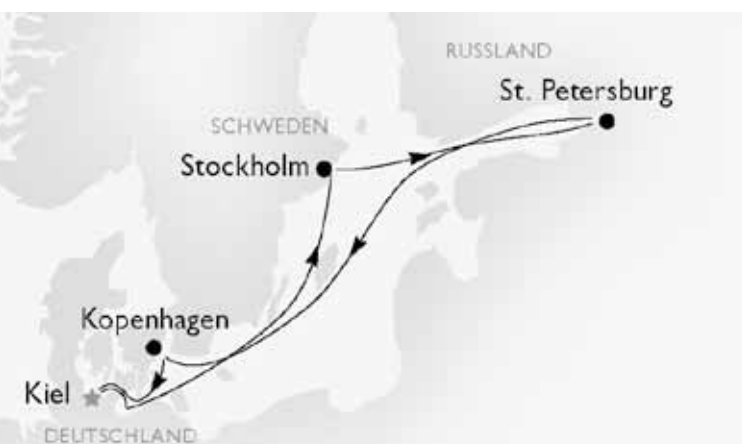 RUSSLAND
St. Petersburg
SCHWEDEN
Stockholm
Kopenhagen
Kiel
DEUTSCHLAND